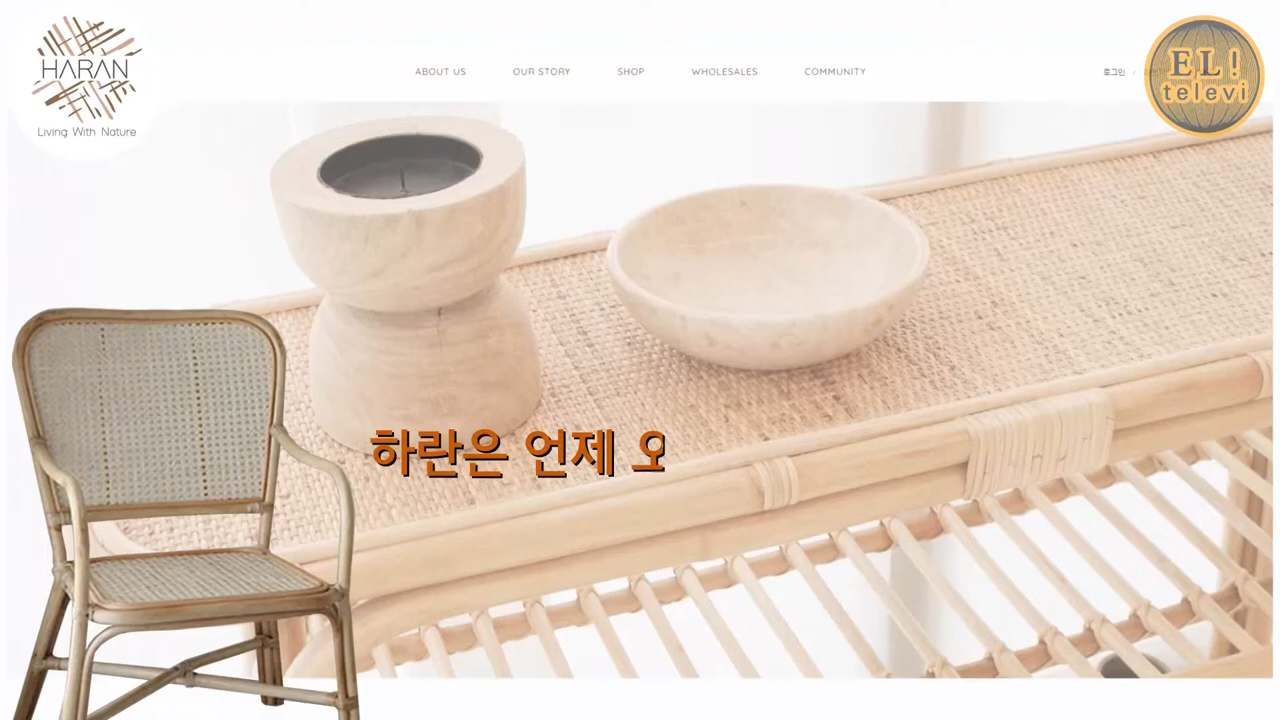 HARAN
Living With Nature
ABOUT US
OUR STORY
SHOP
WHOLESALES
COMMUNITY
로그인
EL!
televi
하란은 언제 오